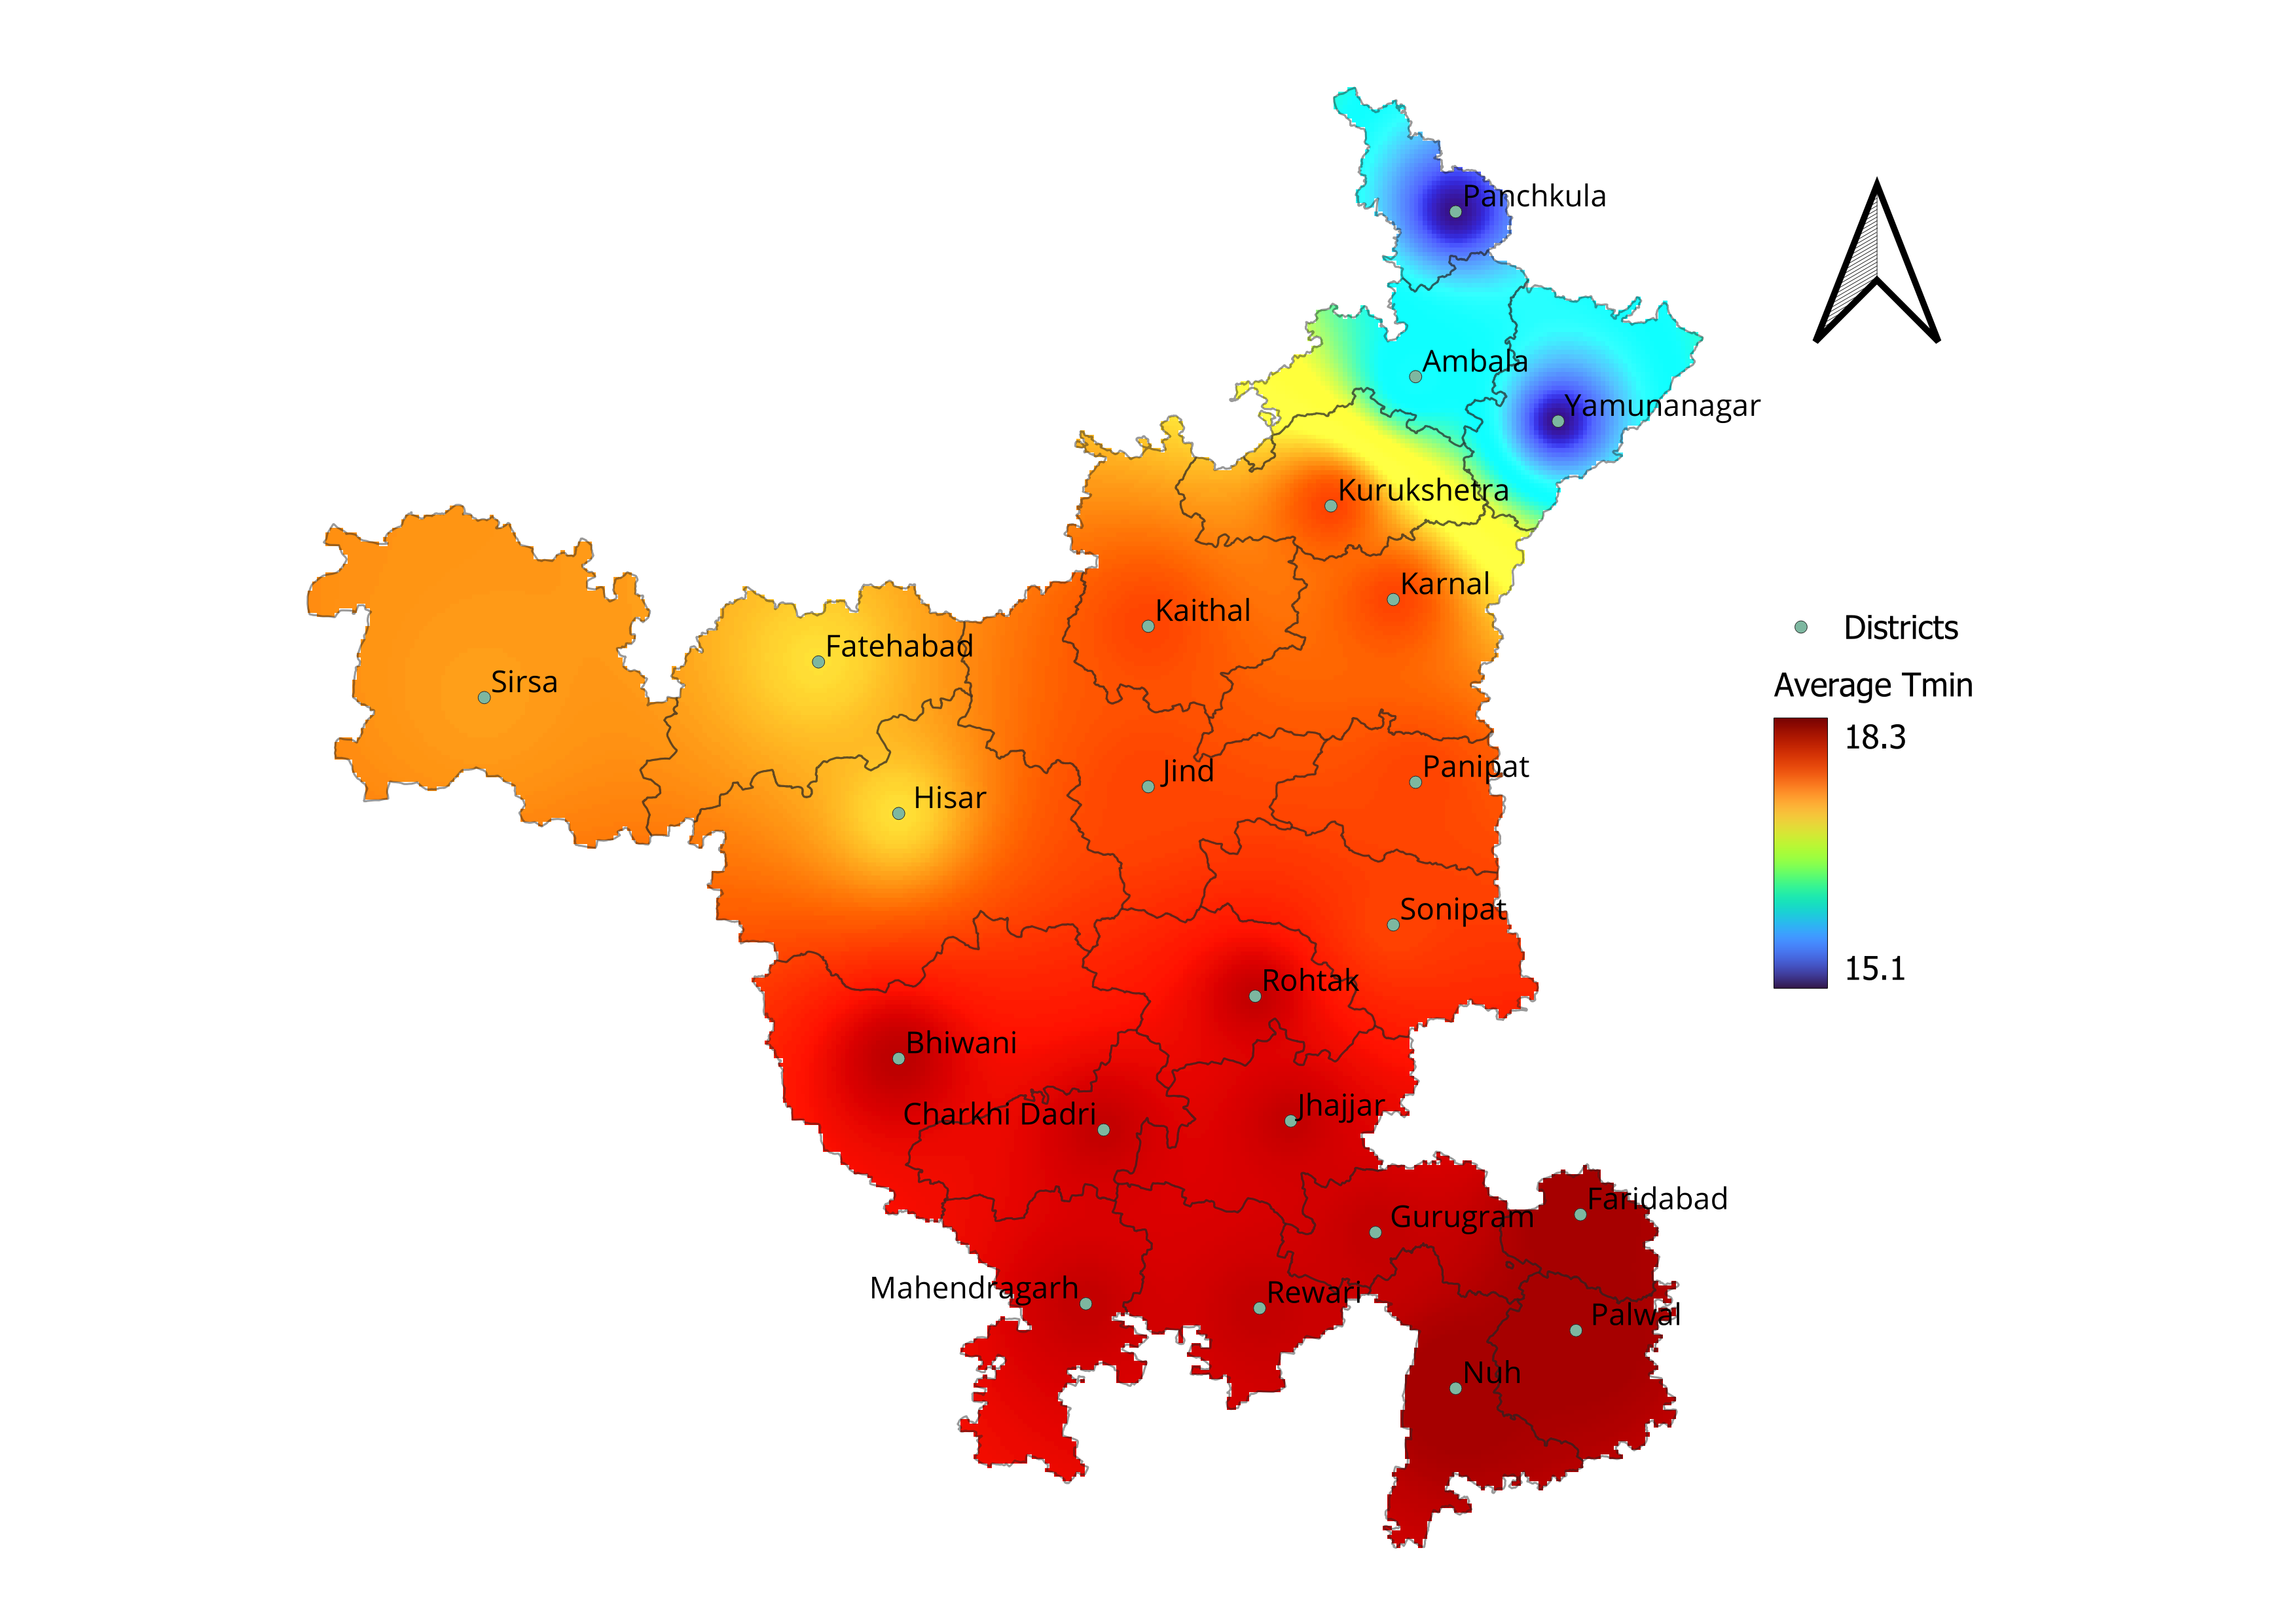 Panchkula
Ambala
Yamunanagar
Kurukshetra
Karnal
Kaithal
Districts
Fatehabad
Sirsa
Average Tmin
18.3
Panipat
Jind
Hisar
Sonipat
15.1
Rohtak
Bhiwani
Jhajjar
Charkhi Dadri
Faridabad
Gurugram
Mahendragarh
Rewari
Palwal
Nuh